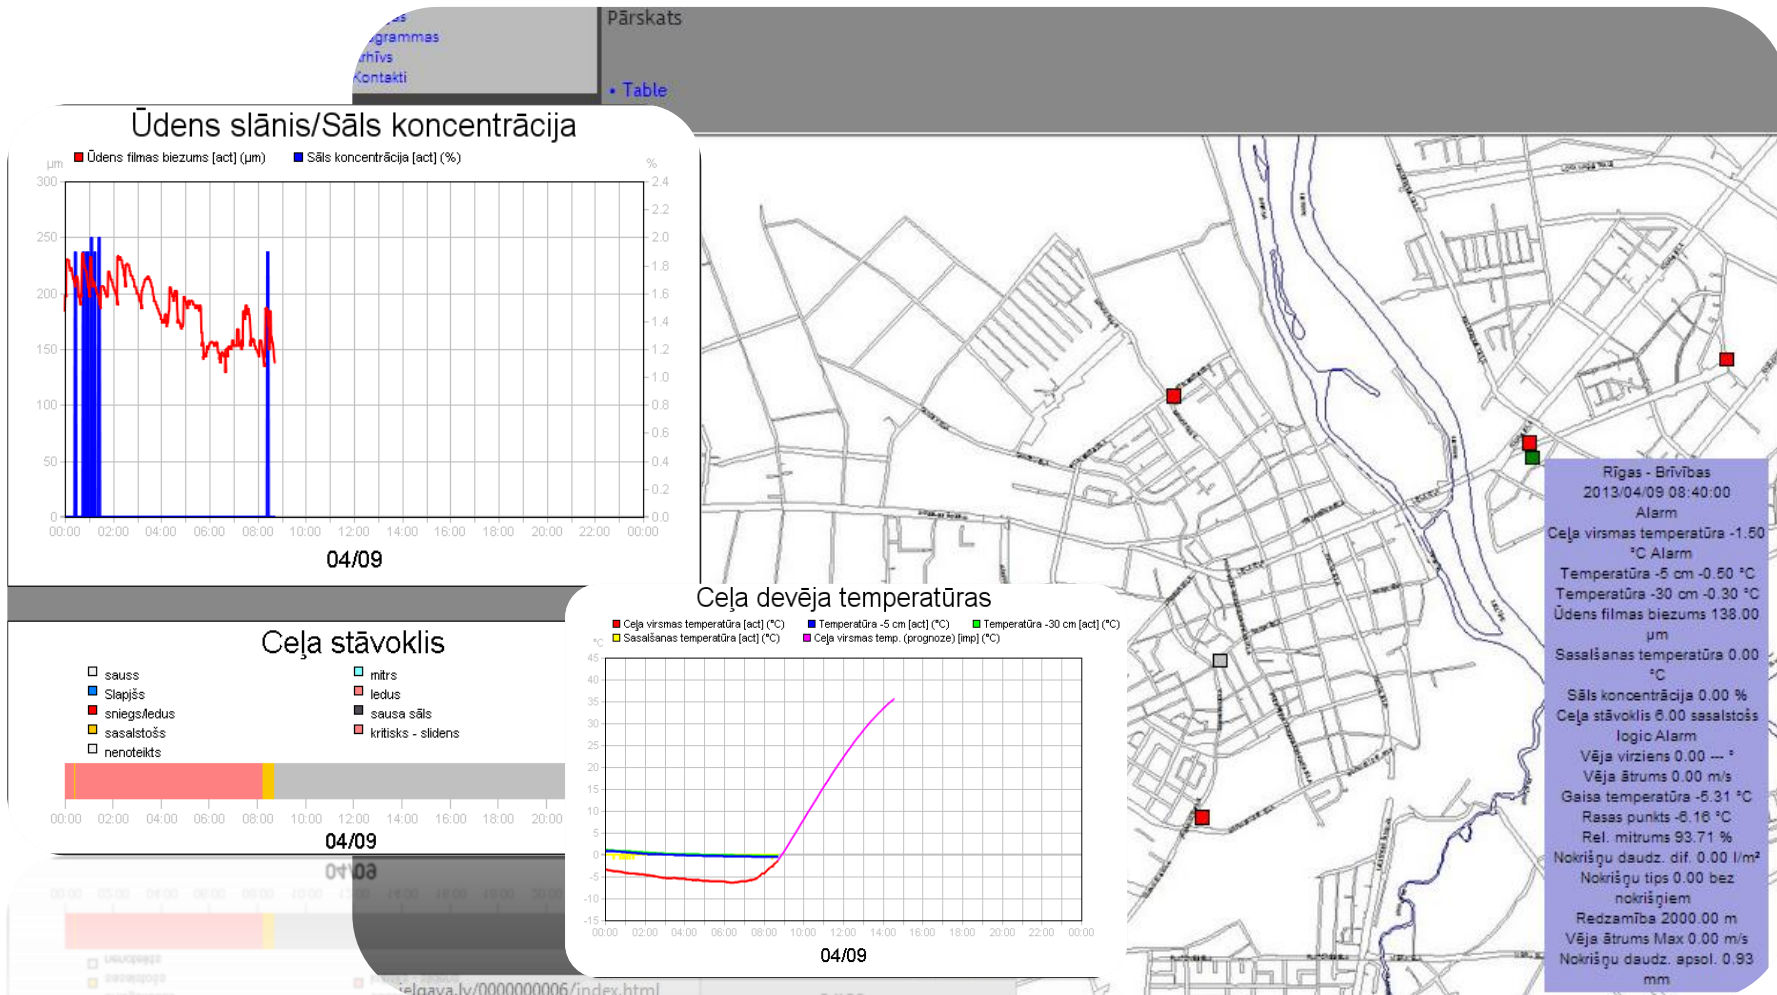 grammas
Kontakti
Pārskats
• Table
Ūdens slānis/Sāls koncentrācija
Ūdens filmas biezums [act] (μm) Sāls koncentrācija [act] (%)
μm %
300 2.4
2.2
250 2.0
1.8
200 1.6
1.4
150 1.2
1.0
100 0.8
0.6
50 0.4
0.2
0 0.0
00:00 02:00 04:00 06:00 08:00 10:00 12:00 14:00 16:00 18:00 20:00 22:00 00:00
04/09
Ceļa stāvoklis
sauss mitrs
Slapjšs ledus
sniegs/ledus sausa sāls
sasalstošs kritisks - slidens
nenoteikts
00:00 02:00 04:00 06:00 08:00 10:00 12:00 14:00 16:00 18:00 20:00
04/09
Ceļa devēja temperatūras
Ceļa virsmas temperatūra [act] (°C) Temperatūra -5 cm [act] (°C) Temperatūra -30 cm [act] (°C)
Sasalšanas temperatūra [act] (°C) Ceļa virsmas temp. (prognoze) [imp] (°C)
°C
45
40
35
30
25
20
15
10
5
0
-5
-10
-15
00:00 02:00 04:00 06:00 08:00 10:00 12:00 14:00 16:00 18:00 20:00 22:00 00:00
04/09
Rīgas - Brīvības
2013/04/09 08:40:00
Alarm
Ceļa virsmas temperatūra -1.50
°C Alarm
Temperatūra -5 cm -0.50 °C
Temperatūra -30 cm -0.30 °C
Ūdens filmas biezums 138.00
μm
Sasalšanas temperatūra 0.00
°C
Sāls koncentrācija 0.00 %
Ceļa stāvoklis 6.00 sasalstošs
logic Alarm
Vēja virziens 0.00 --- °
Vēja ātrums 0.00 m/s
Gaisa temperatūra -5.31 °C
Rasas punkts -6.16 °C
Rel. mitrums 93.71 %
Nokrišņu daudz. dif. 0.00 l/m²
Nokrišņu tips 0.00 bez
nokrišņiem
Redzamība 2000.00 m
Vēja ātrums Max 0.00 m/s
Nokrišņu daudz. apsol. 0.93
mm
elgava.lv/0000000006/index.html